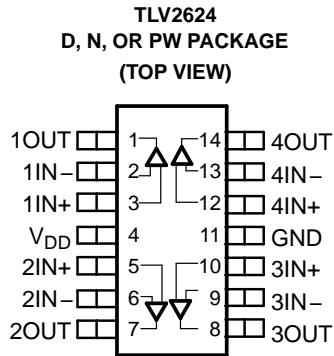 TLV2624
D, N, OR PW PACKAGE
(TOP VIEW)
1OUT 1 14 4OUT
1IN− 2 13 4IN−
1IN+ 3 12 4IN+
VDD 4 11 GND
2IN+ 5 10 3IN+
2IN− 6 9 3IN−
2OUT 7 8 3OUT